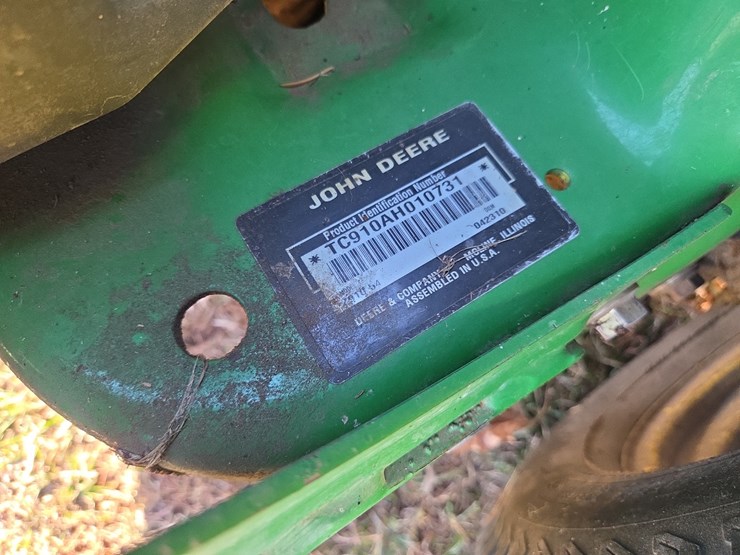 JOHN DEERE
Product Identification Number
* TC910AH010731
042310
DEERE & COMPANY MOLINE, ILLINOIS
ASSEMBLED IN U.S.A.